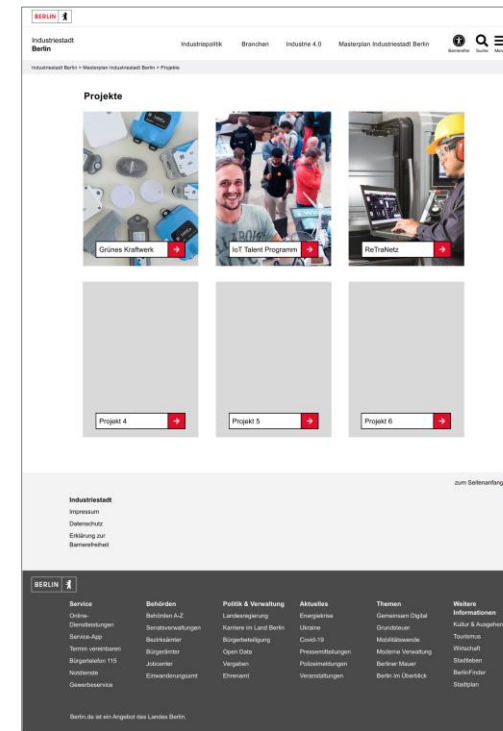 BERLIN
Industriestadt
Berlin
Industriepolitik Branchen Industrie 4.0 Masterplan Industriestadt Berlin
Barrierefrei Suche Menü
Industriestadt Berlin > Masterplan Industriestadt Berlin > Projekte
Projekte
Grünes Kraftwerk
IoT Talent Programm
ReTraNetz
Projekt 4
Projekt 5
Projekt 6
zum Seitenanfang
Industriestadt
Impressum
Datenschutz
Erklärung zur
Barrierefreiheit
BERLIN
Service
Online-
Dienstleistungen
Service-App
Termin vereinbaren
Bürgertelefon 115
Notdienste
Gewerbeservice
Behörden
Behörden A-Z
Senatsverwaltungen
Bezirksämter
Bürgerämter
Jobcenter
Einwanderungsamt
Politik & Verwaltung
Landesregierung
Karriere im Land Berlin
Bürgerbeteiligung
Open Data
Vergaben
Ehrenamt
Aktuelles
Energiekrise
Ukraine
Covid-19
Pressemitteilungen
Polizeimeldungen
Veranstaltungen
Themen
Gemeinsam Digital
Grundsteuer
Mobilitätswende
Moderne Verwaltung
Berliner Mauer
Berlin im Überblick
Weitere
Informationen
Kultur & Ausgehen
Tourismus
Wirtschaft
Stadtleben
BerlinFinder
Stadtplan
Berlin.de ist ein Angebot des Landes Berlin.